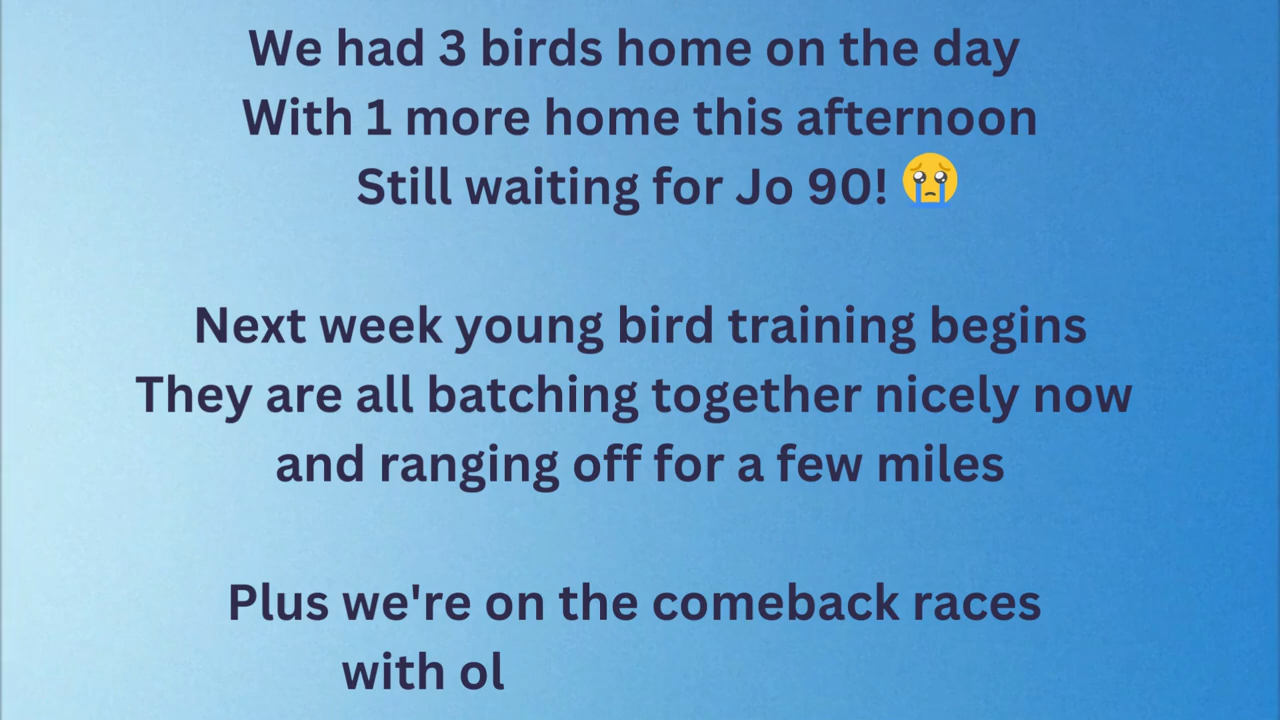 We had 3 birds home on the day
With 1 more home this afternoon
Still waiting for Jo 90! 😢
Next week young bird training begins
They are all batching together nicely now
and ranging off for a few miles
Plus we're on the comeback races
with ol